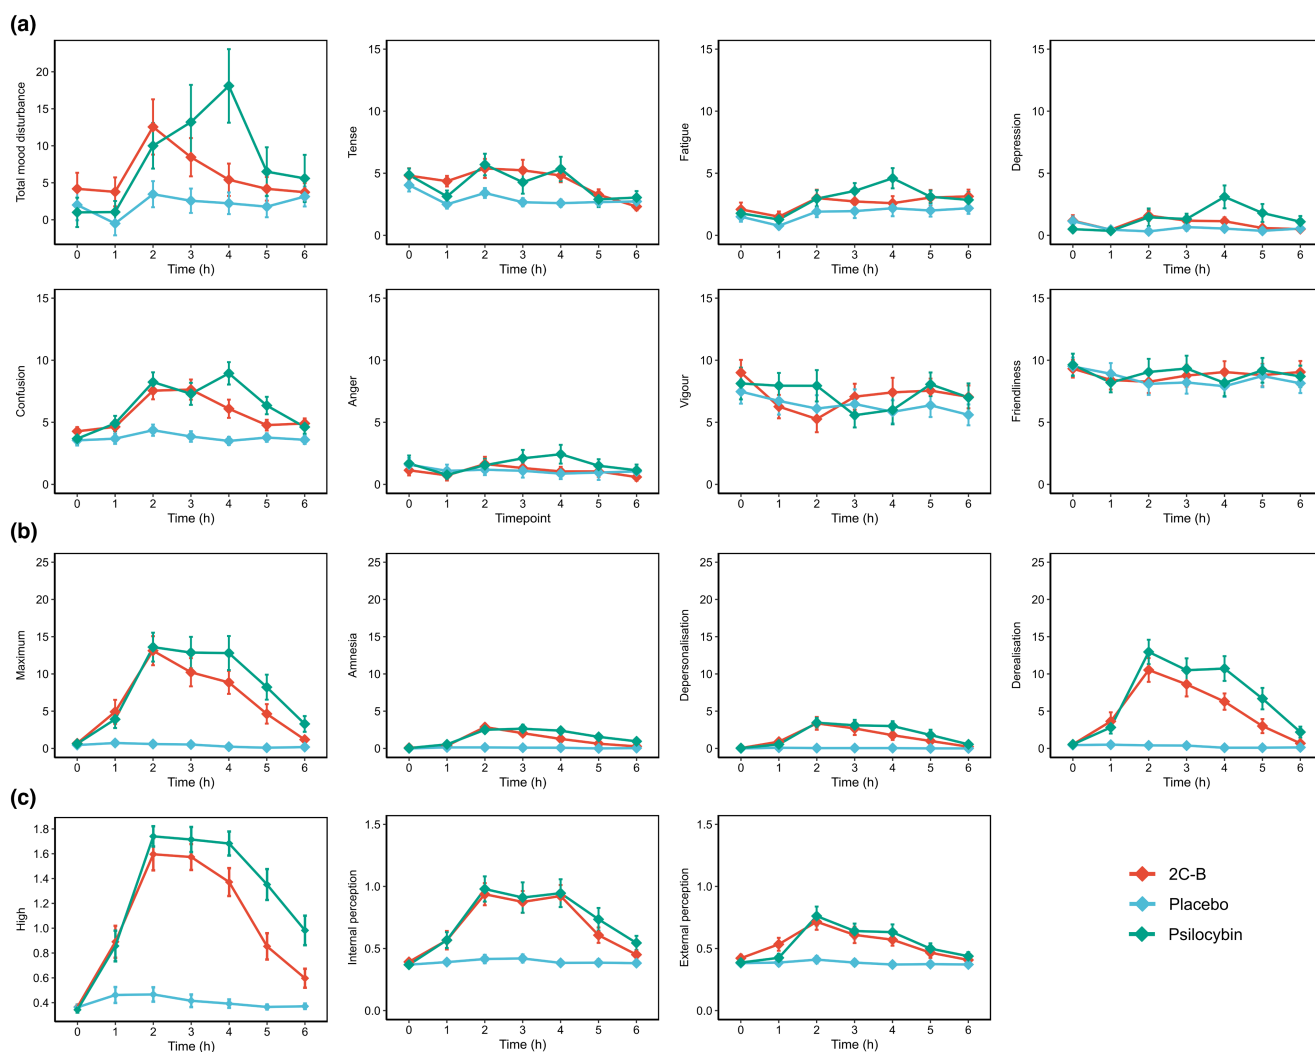 (a)
Total mood disturbance
20
15
10
5
0
0 1 2 3 4 5 6
Time (h)
Tense
15
10
5
0
0 1 2 3 4 5 6
Time (h)
Fatigue
15
10
5
0
0 1 2 3 4 5 6
Time (h)
Depression
15
10
5
0
0 1 2 3 4 5 6
Time (h)
Confusion
15
10
5
0
0 1 2 3 4 5 6
Time (h)
Anger
15
10
5
0
0 1 2 3 4 5 6
Timepoint
Vigour
15
10
5
0
0 1 2 3 4 5 6
Time (h)
Friendliness
15
10
5
0
0 1 2 3 4 5 6
Time (h)
(b)
Maximum
25
20
15
10
5
0
0 1 2 3 4 5 6
Time (h)
Amnesia
25
20
15
10
5
0
0 1 2 3 4 5 6
Time (h)
Depersonalisation
25
20
15
10
5
0
0 1 2 3 4 5 6
Time (h)
Derealisation
25
20
15
10
5
0
0 1 2 3 4 5 6
Time (h)
(c)
High
1.8
1.6
1.4
1.2
1.0
0.8
0.6
0.4
0 1 2 3 4 5 6
Time (h)
Internal perception
1.5
1.0
0.5
0.0
0 1 2 3 4 5 6
Time (h)
External perception
1.5
1.0
0.5
0.0
0 1 2 3 4 5 6
Time (h)
2C-B
Placebo
Psilocybin